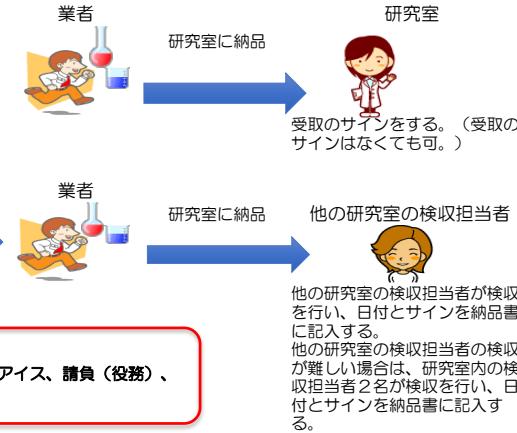 業者
研究室
研究室に納品
受取のサインをする。（受取の
サインはなくても可。）
業者
研究室に納品
他の研究室の検収担当者
他の研究室の検収担当者が検収
を行い、日付とサインを納品書
に記入する。
他の研究室の検収担当者の検収
が難しい場合は、研究室内の検
収担当者２名が検収を行い、日
付とサインを納品書に記入す
る。
アイス、請負（役務）、